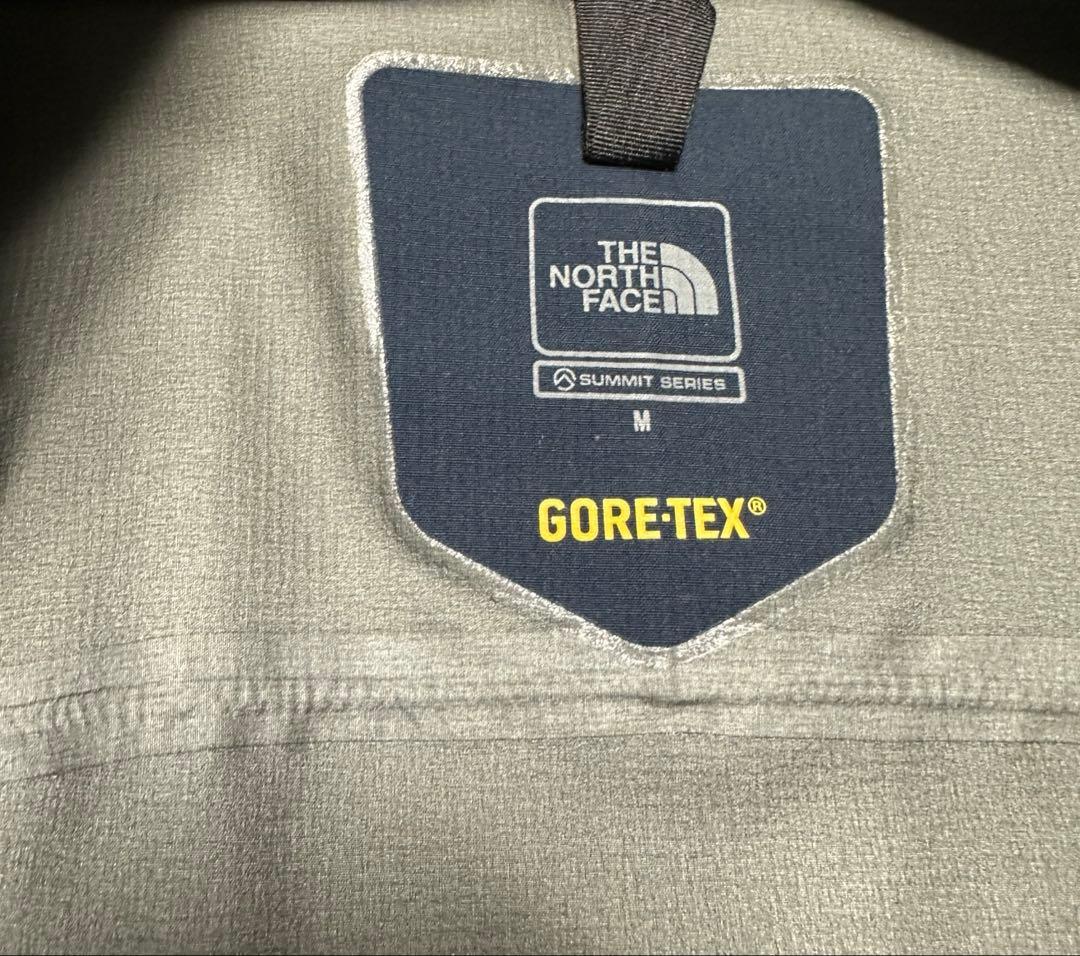 THE
NORTH
FACE
SUMMIT SERIES
M
GORE-TEX®